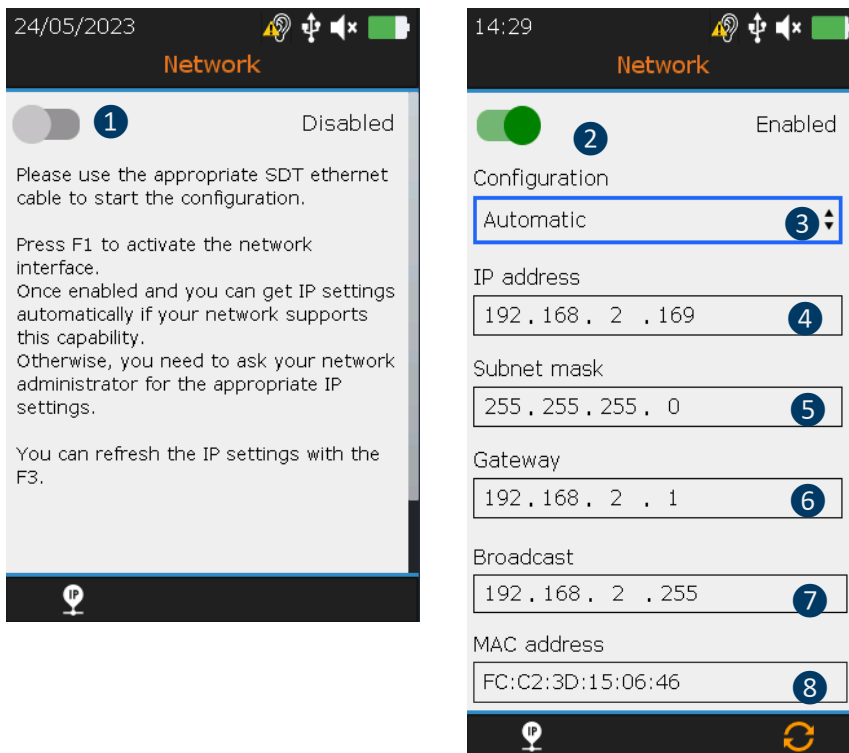 24/05/2023
Network
1
Disabled
Please use the appropriate SDT ethernet
cable to start the configuration.
Press F1 to activate the network
interface.
Once enabled and you can get IP settings
automatically if your network supports
this capability.
Otherwise, you need to ask your network
administrator for the appropriate IP
settings.
You can refresh the IP settings with the
F3.
IP
14:29
Network
2
Enabled
Configuration
Automatic 3
IP address
192.168. 2 .169 4
Subnet mask
255.255.255. 0 5
Gateway
192.168. 2 . 1 6
Broadcast
192.168. 2 .255 7
MAC address
FC:C2:3D:15:06:46 8
IP